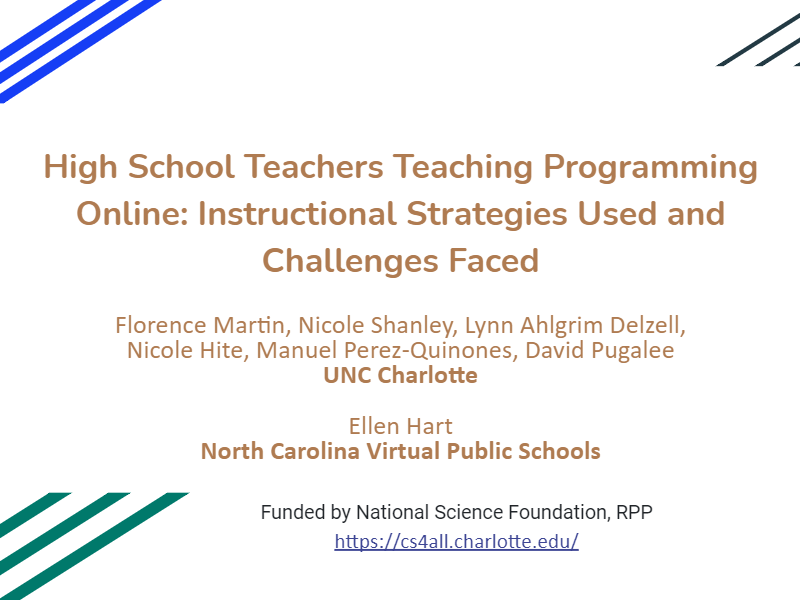 High School Teachers Teaching Programming
Online: Instructional Strategies Used and
Challenges Faced
Florence Martin, Nicole Shanley, Lynn Ahlgrim Delzell,
Nicole Hite, Manuel Perez-Quinones, David Pugalee
UNC Charlotte
Ellen Hart
North Carolina Virtual Public Schools
Funded by National Science Foundation, RPP
https://cs4all.charlotte.edu/